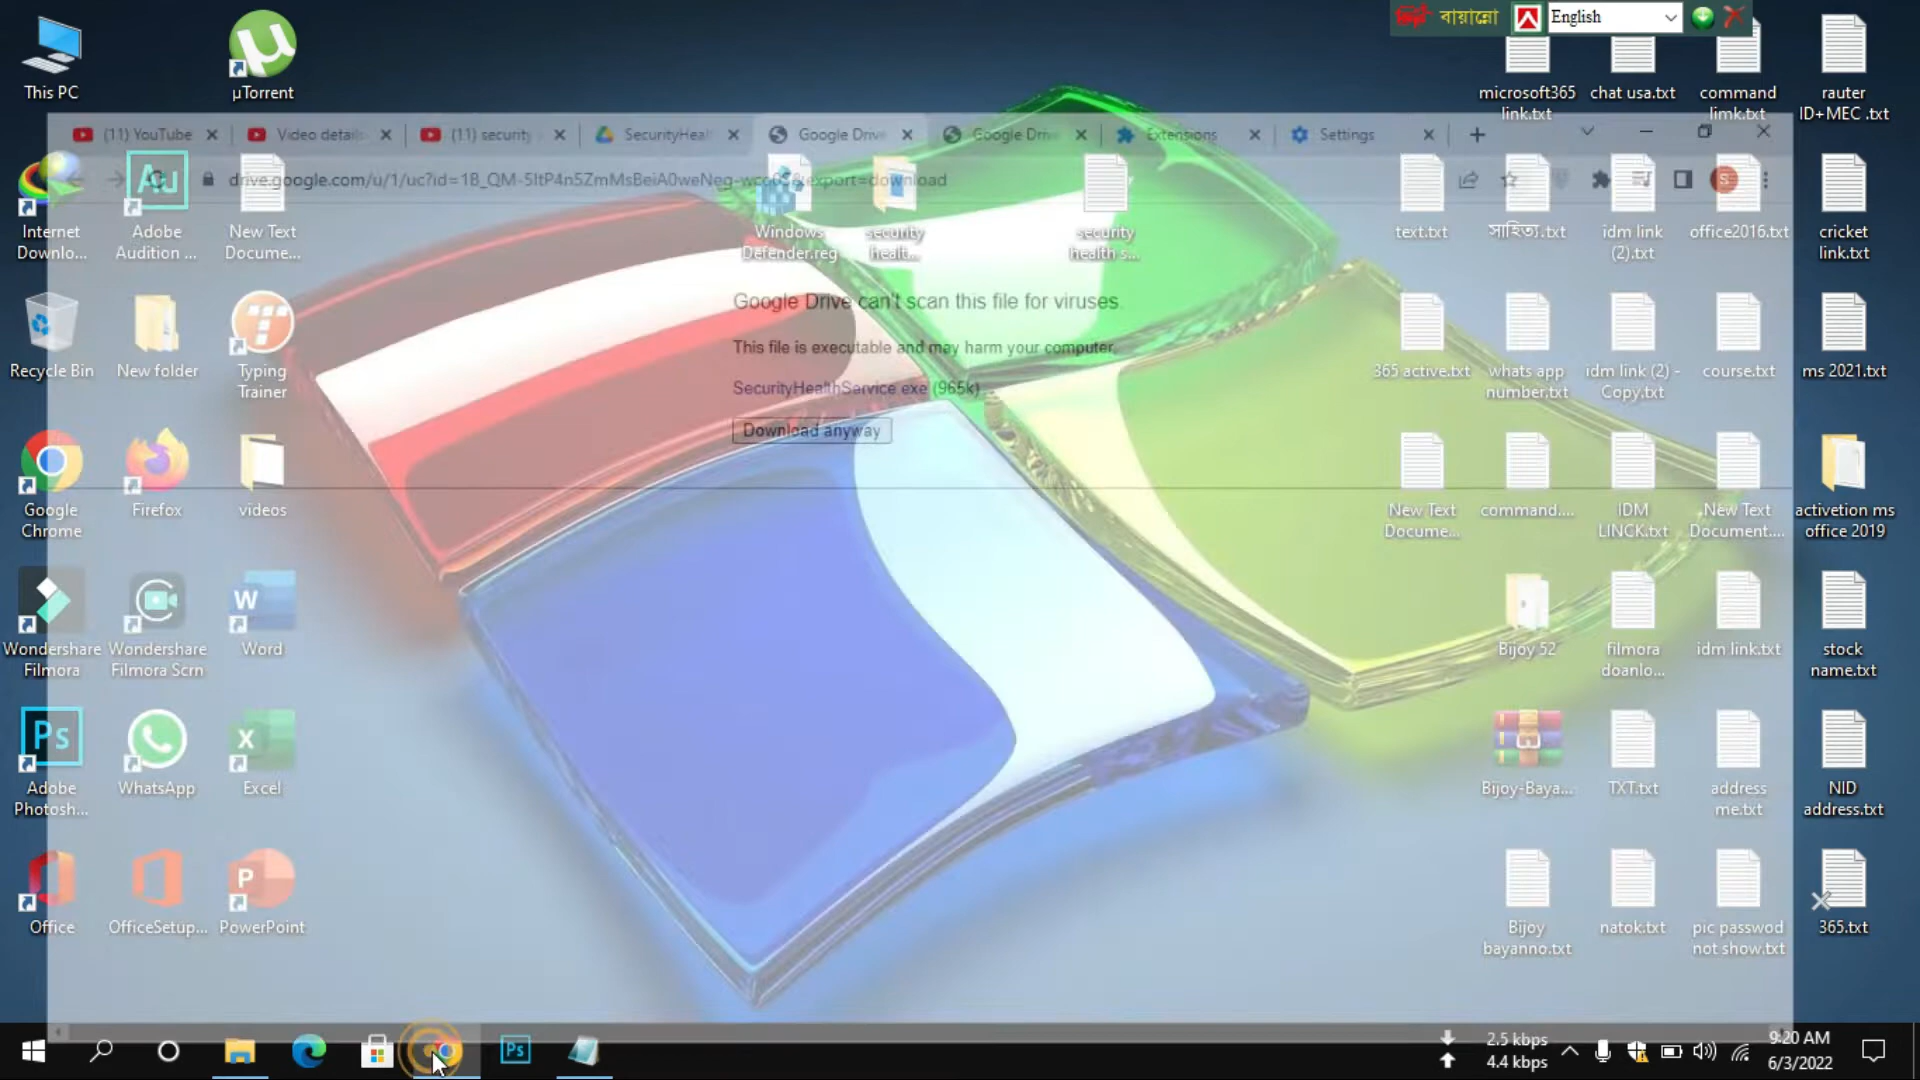 This PC
µTorrent
বায়ান্নো
English
microsoft365
link.txt
chat usa.txt
command
limk.txt
rauter
ID+MEC .txt
(11) YouTube
Video details
(11) security
SecurityHeal
Google Drive
Google Driv
Extensions
Settings
drive.google.com/u/1/uc?id=
export=download
Internet
Downlo...
Adobe
Audition ...
New Text
Docume...
Windows
Defender.reg
security
healt...
security
health s...
text.txt
সাহিত্য.txt
idm link
(2).txt
office2016.txt
cricket
link.txt
Google Drive can't scan this file for viruses.
This file is executable and may harm your computer.
SecurityHealthService.exe (965k)
Download anyway
Recycle Bin
New folder
Typing
Trainer
365 active.txt
whats app
number.txt
idm link (2) -
Copy.txt
course.txt
ms 2021.txt
Google
Chrome
Firefox
videos
New Text
Docume...
command....
IDM
LINCK.txt
New Text
Document....
activetion ms
office 2019
Wondershare
Filmora
Wondershare
Filmora Scrn
Word
Bijoy 52
filmora
doanlo...
idm link.txt
stock
name.txt
Adobe
Photosh...
WhatsApp
Excel
Bijoy-Baya...
TXT.txt
address
me.txt
NID
address.txt
Office
OfficeSetup...
PowerPoint
Bijoy
bayanno.txt
natok.txt
pic passwod
not show.txt
365.txt
2.5 kbps
4.4 kbps
9:20 AM
6/3/2022